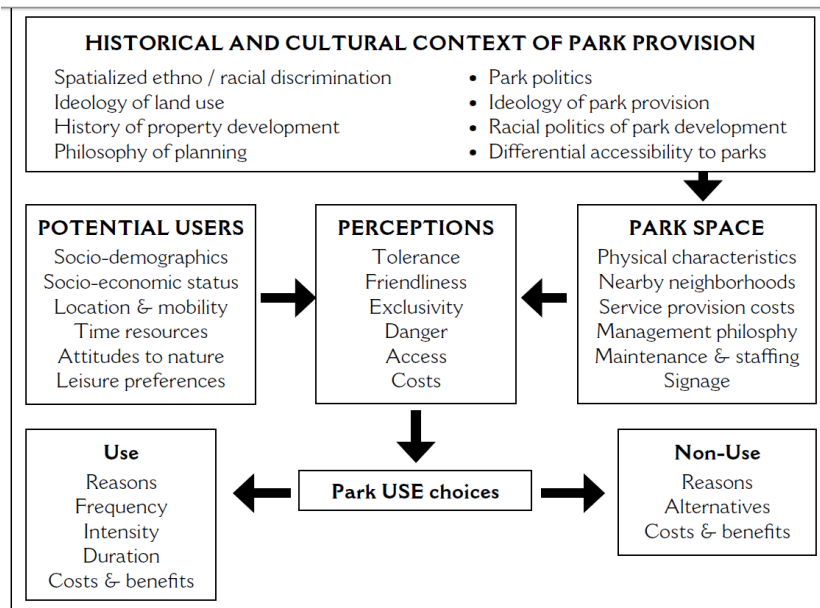 HISTORICAL AND CULTURAL CONTEXT OF PARK PROVISION
Spatialized ethno / racial discrimination
Ideology of land use
History of property development
Philosophy of planning
• Park politics
• Ideology of park provision
• Racial politics of park development
• Differential accessibility to parks
POTENTIAL USERS
Socio-demographics
Socio-economic status
Location & mobility
Time resources
Attitudes to nature
Leisure preferences
PERCEPTIONS
Tolerance
Friendliness
Exclusivity
Danger
Access
Costs
PARK SPACE
Physical characteristics
Nearby neighborhoods
Service provision costs
Management philosphy
Maintenance & staffing
Signage
Use
Reasons
Frequency
Intensity
Duration
Costs & benefits
Park USE choices
Non-Use
Reasons
Alternatives
Costs & benefits